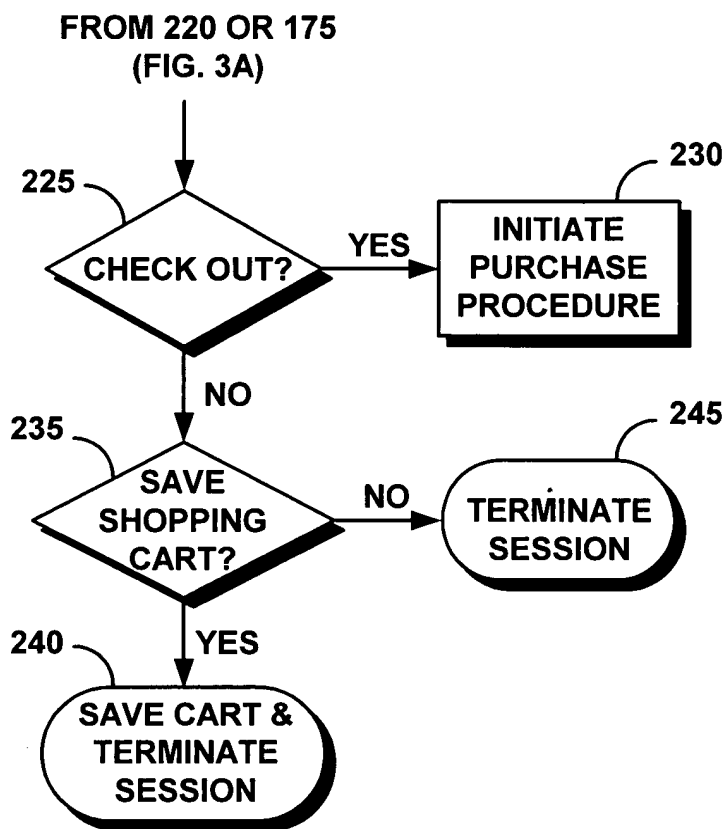 FROM 220 OR 175
(FIG. 3A)
225
CHECK OUT?
YES
230
INITIATE
PURCHASE
PROCEDURE
NO
235
SAVE
SHOPPING
CART?
NO
245
TERMINATE
SESSION
YES
240
SAVE CART &
TERMINATE
SESSION